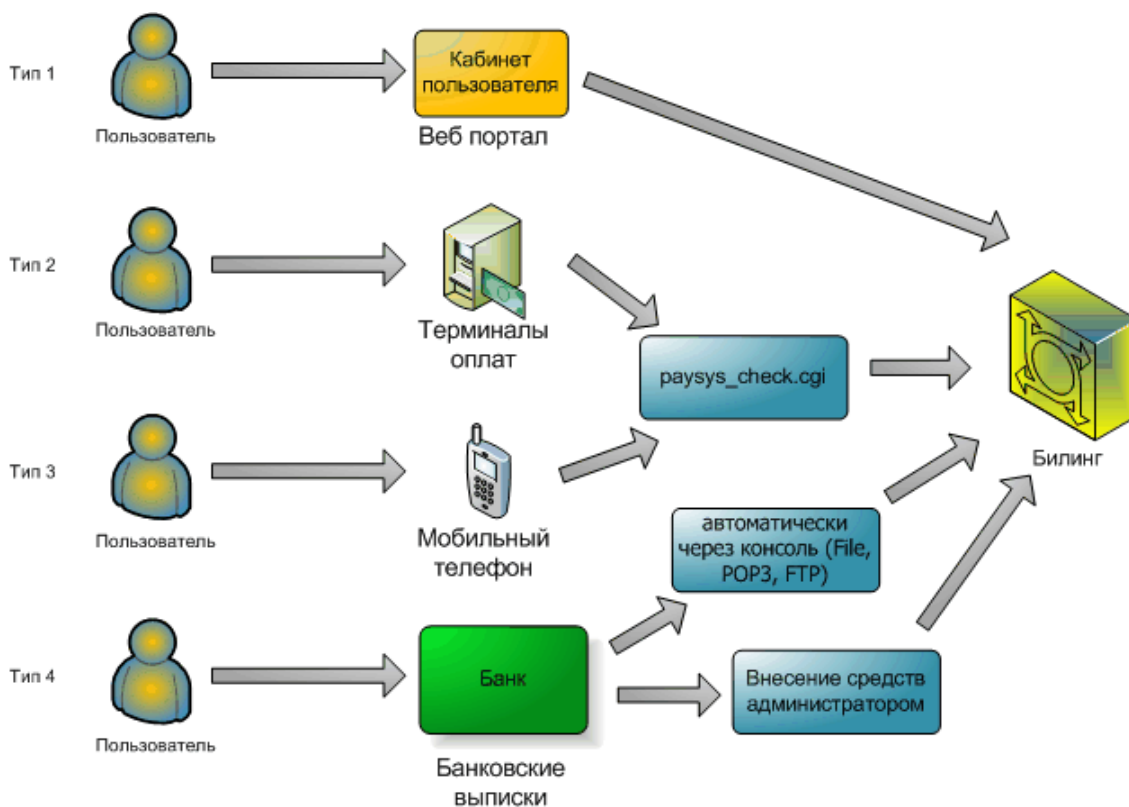 Тип 1
Пользователь
Кабинет
пользователя
Веб портал
Тип 2
Пользователь
Терминалы
оплат
paysys_check.cgi
Билинг
Тип 3
Пользователь
Мобильный
телефон
автоматически
через консоль (File,
POP3, FTP)
Тип 4
Пользователь
Банк
Банковские
выписки
Внесение средств
администратором